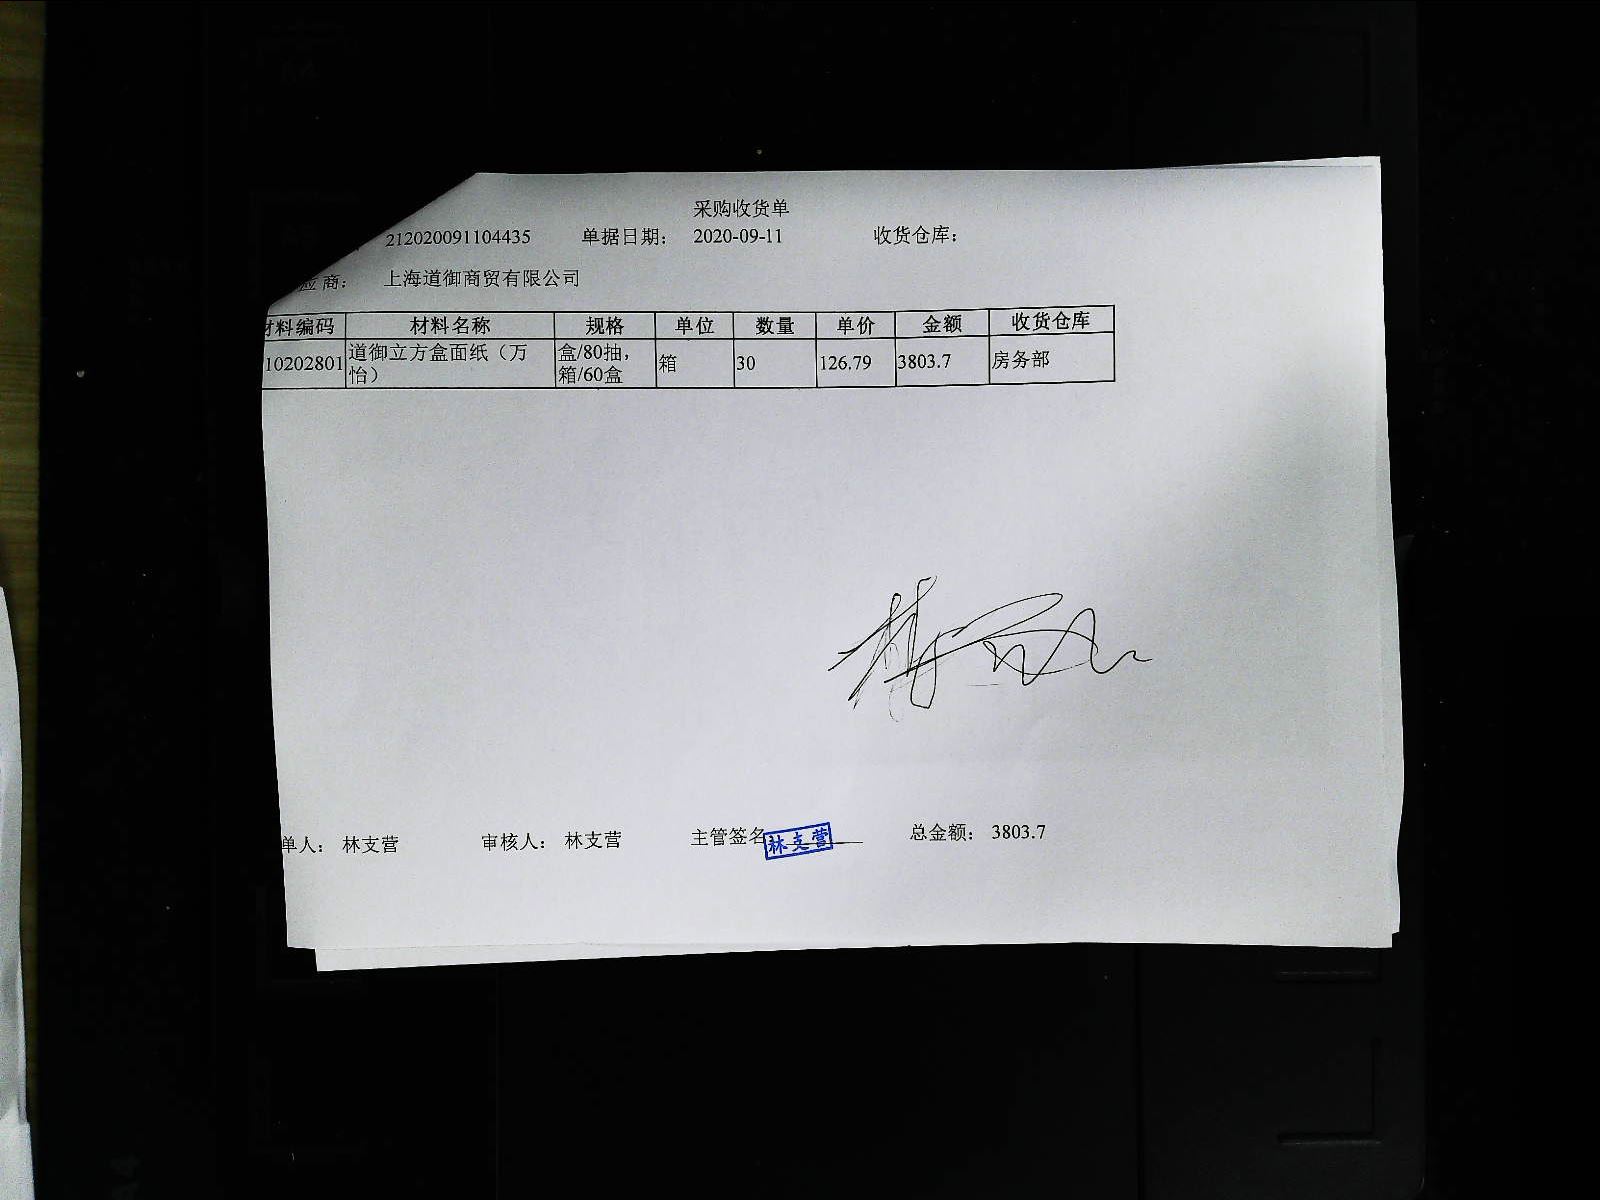 采购收货单
212020091104435 单据日期： 2020-09-11 收货仓库：
应商： 上海道御商贸有限公司
材料编码 材料名称 规格 单位 数量 单价 金额 收货仓库
10202801 道御立方盒面纸（万怡） 盒/80抽，箱/60盒 箱 30 126.79 3803.7 房务部
单人： 林支营 审核人： 林支营 主管签名 林支营 总金额： 3803.7